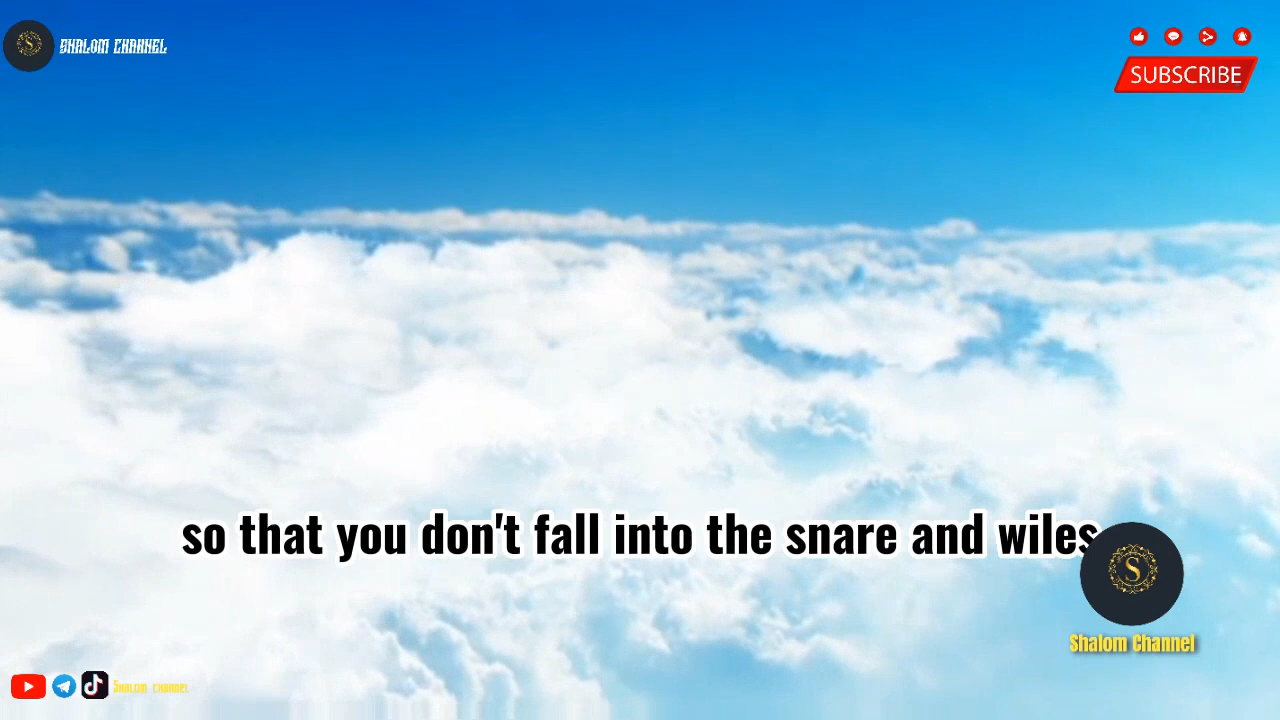 SHALOM CHANNEL
SUBSCRIBE
so that you don't fall into the snare and wiles
S
Shalom Channel
Shalom channel